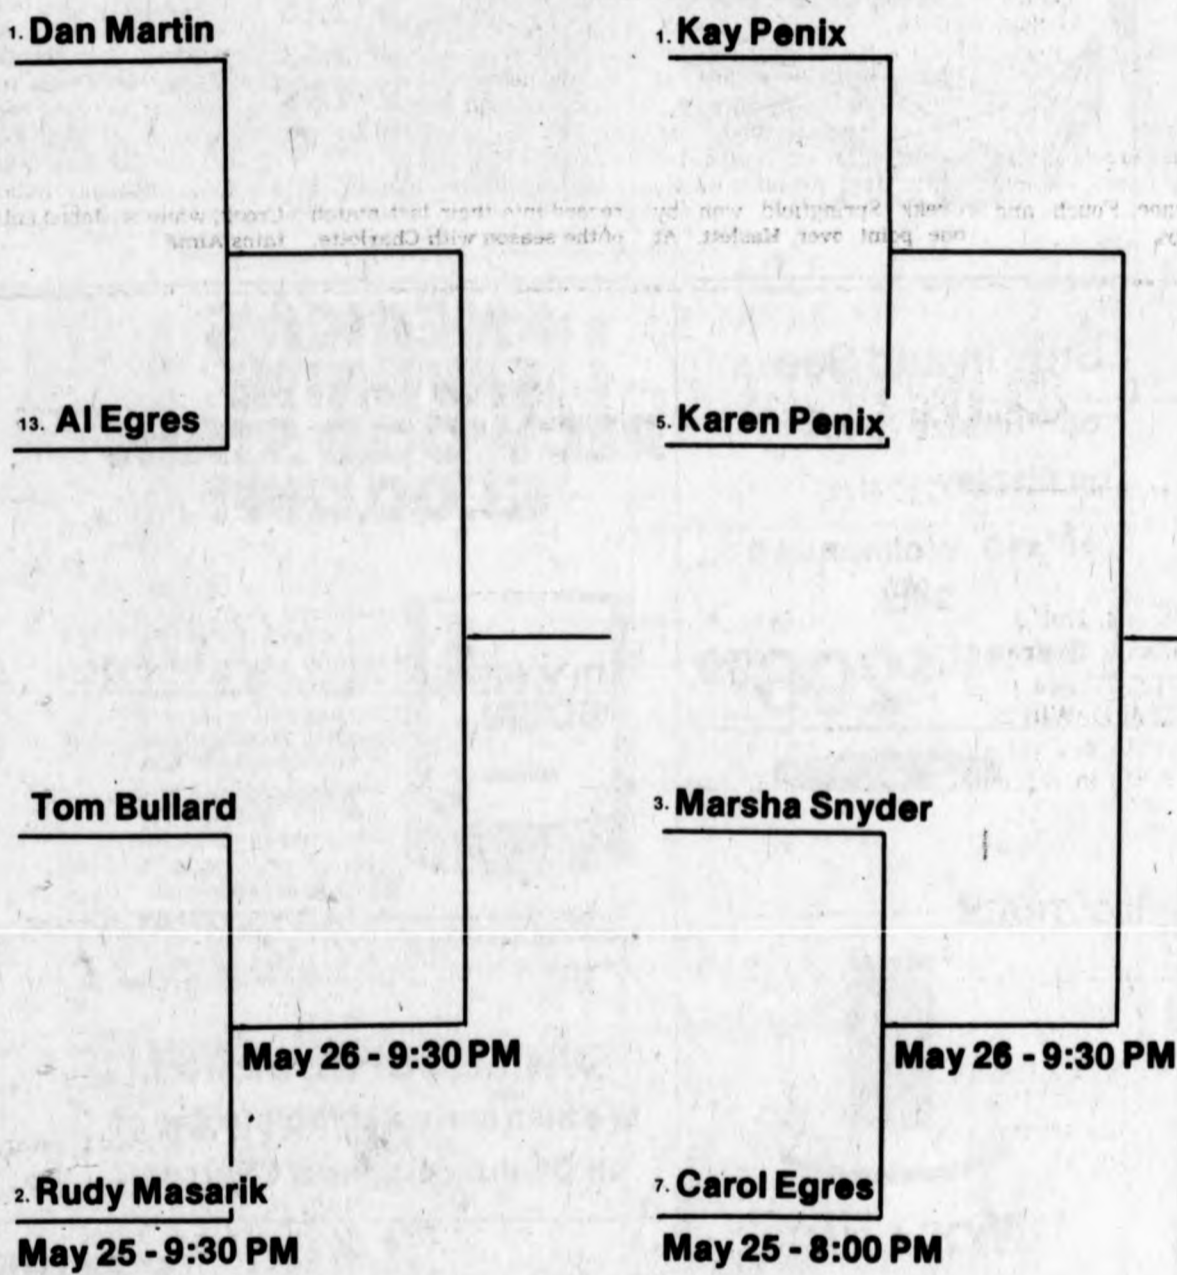 1. Dan Martin
13. Al Egres
Tom Bullard
May 26 - 9:30 PM
2. Rudy Masarik
May 25 - 9:30 PM
1. Kay Penix
5. Karen Penix
3. Marsha Snyder
May 26 - 9:30 PM
7. Carol Egres
May 25 - 8:00 PM